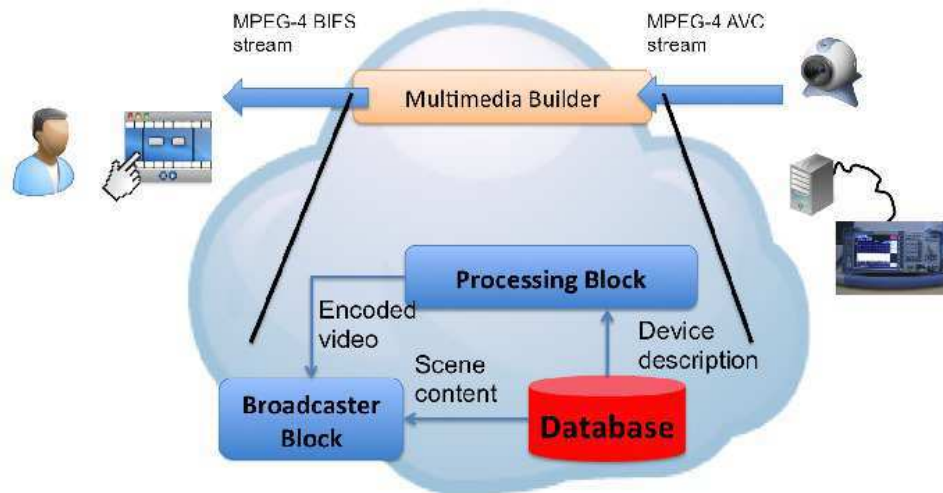 MPEG-4 BIFS
stream
MPEG-4 AVC
stream
Multimedia Builder
Processing Block
Encoded
video
Device
description
Scene
content
Broadcaster
Block
Database